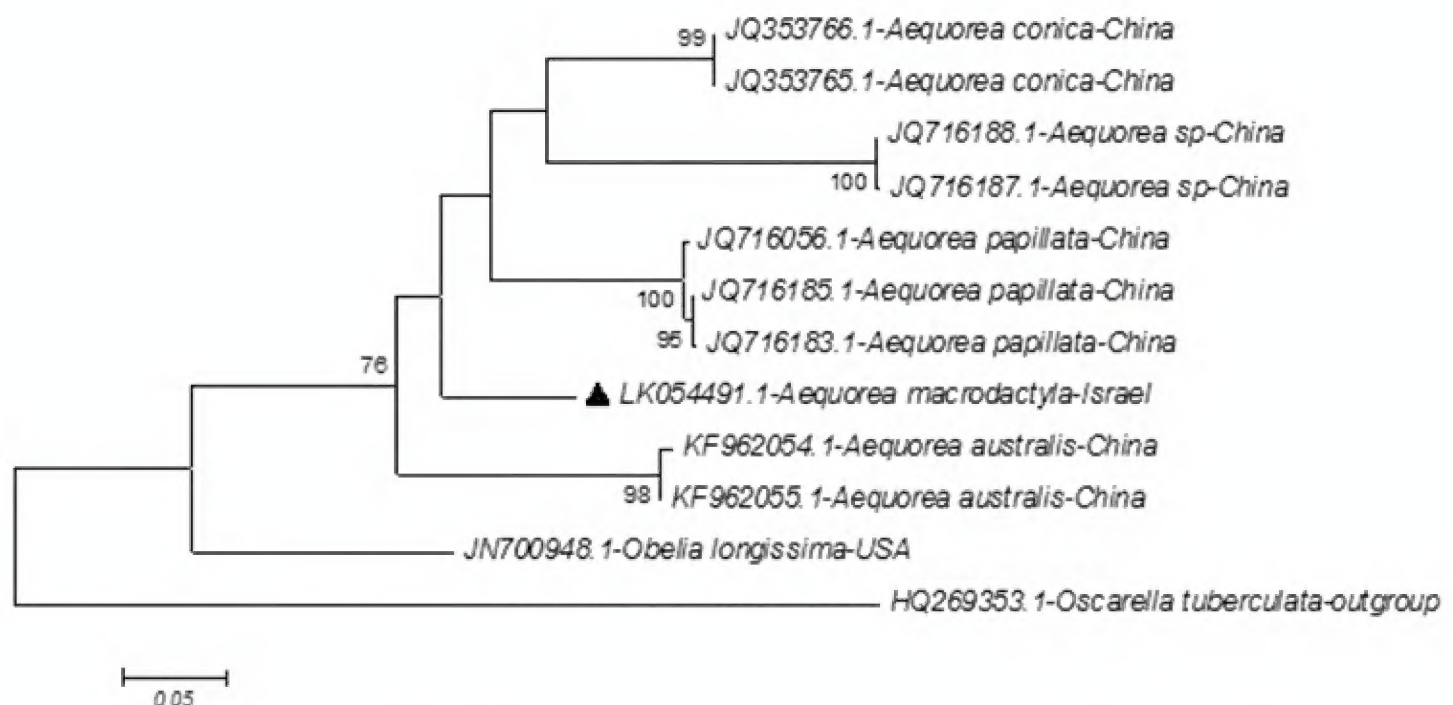 99
JQ353766.1-Aequorea conica-China
JQ353765.1-Aequorea conica-China
JQ716188.1-Aequorea sp-China
100
JQ716187.1-Aequorea sp-China
JQ716056.1-Aequorea papillata-China
100
JQ716185.1-Aequorea papillata-China
95
JQ716183.1-Aequorea papillata-China
76
LK054491.1-Aequorea macrodactyla-Israel
KF962054.1-Aequorea australis-China
98
KF962055.1-Aequorea australis-China
JN700948.1-Obelia longissima-USA
HQ269353.1-Oscarella tuberculata-outgroup
0.05